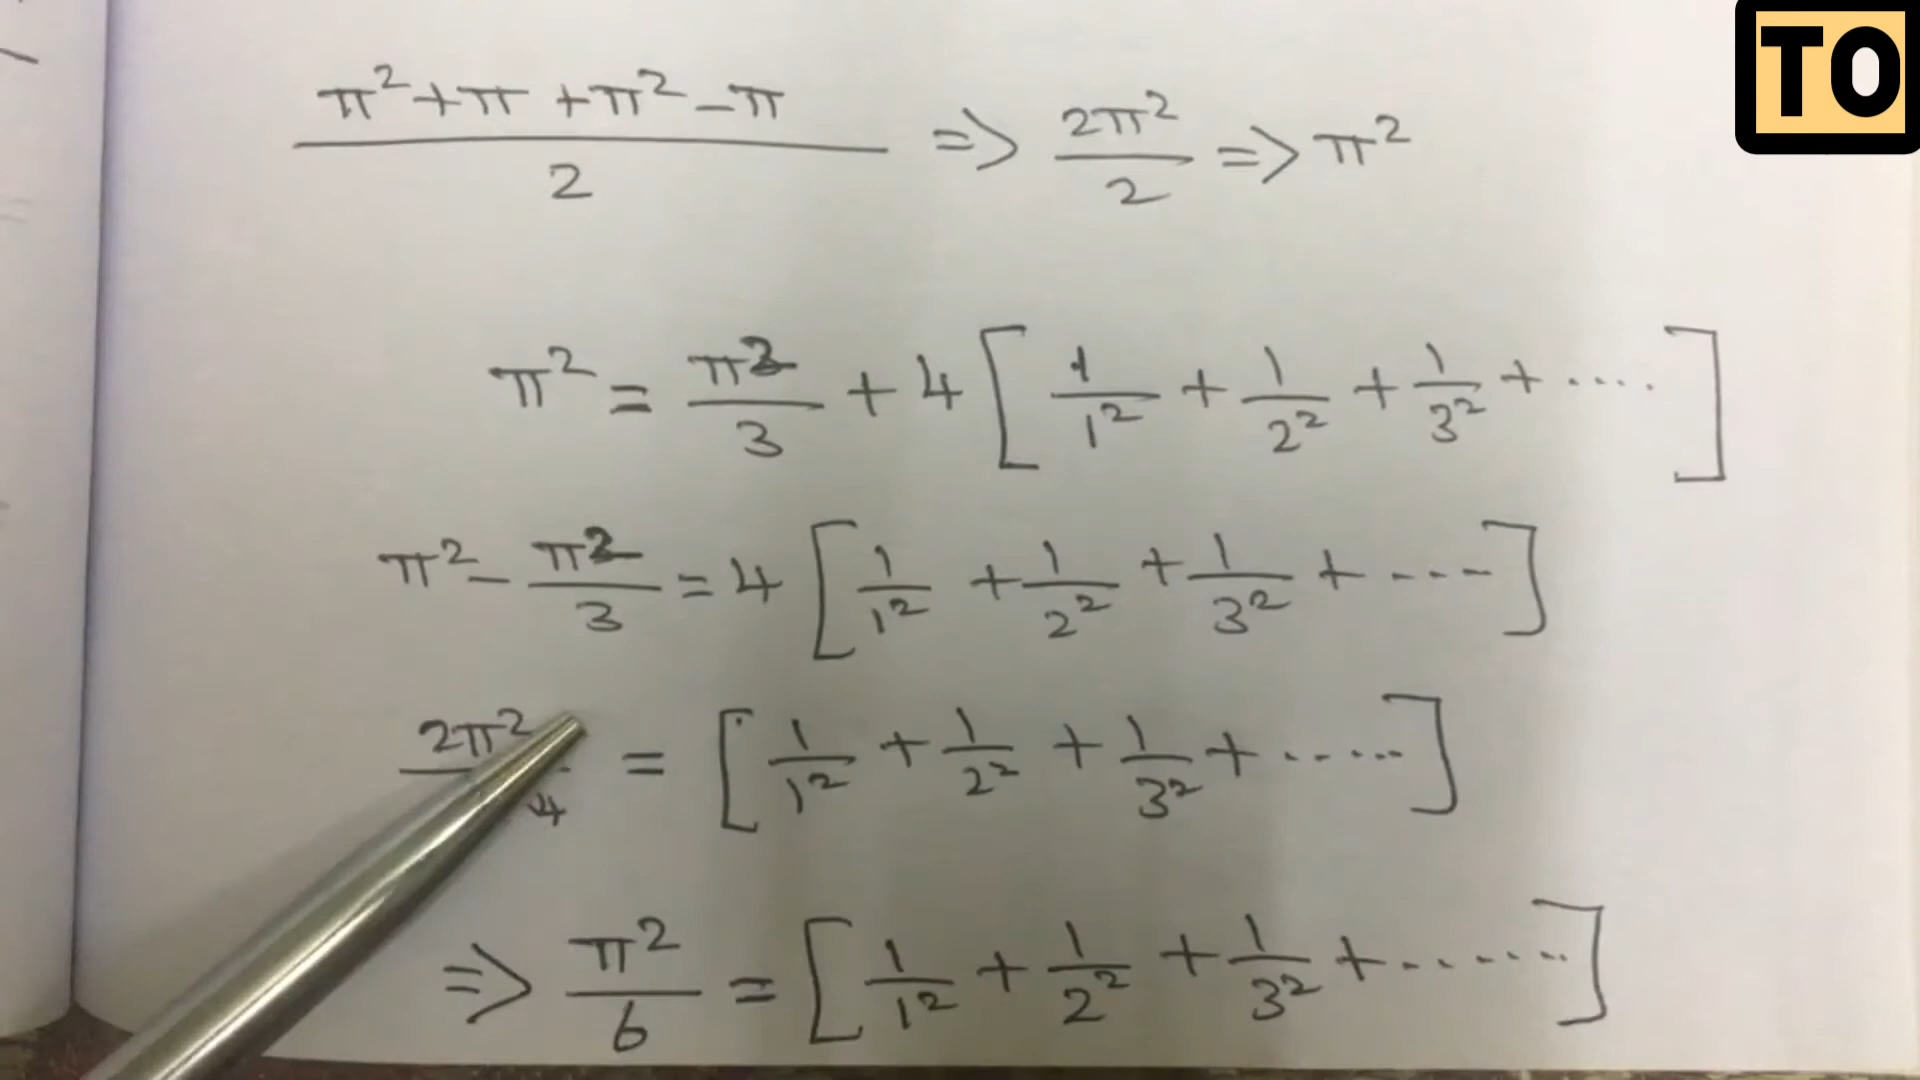 TO
π²+π +π²-π / 2 => 2π²/2 => π²
π² = π²/3 + 4 [ 1/1² + 1/2² + 1/3² + .... ]
π² - π²/3 = 4 [ 1/1² + 1/2² + 1/3² + ---- ]
2π²/ 4 = [ 1/1² + 1/2² + 1/3² + ...... ]
=> π²/6 = [ 1/1² + 1/2² + 1/3² + ....... ]